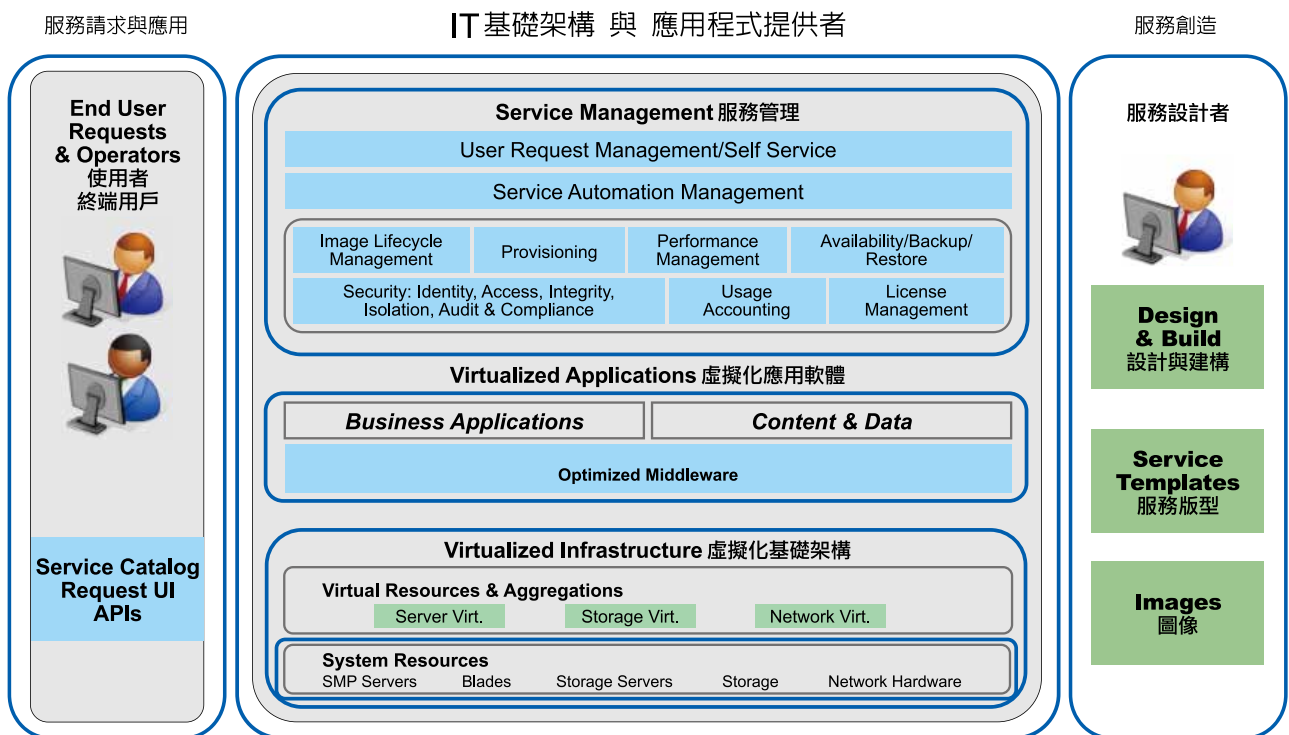 服務請求與應用
IT基礎架構 與 應用程式提供者
服務創造
End User
Requests
& Operators
使用者
終端用戶
Service Catalog
Request UI
APIs
Service Management 服務管理
User Request Management/Self Service
Service Automation Management
Image Lifecycle
Management
Provisioning
Performance
Management
Availability/Backup/
Restore
Security: Identity, Access, Integrity,
Isolation, Audit & Compliance
Usage
Accounting
License
Management
Virtualized Applications 虛擬化應用軟體
Business Applications
Content & Data
Optimized Middleware
Virtualized Infrastructure 虛擬化基礎架構
Virtual Resources & Aggregations
Server Virt.
Storage Virt.
Network Virt.
System Resources
SMP Servers
Blades
Storage Servers
Storage
Network Hardware
服務設計者
Design
& Build
設計與建構
Service
Templates
服務版型
Images
圖像